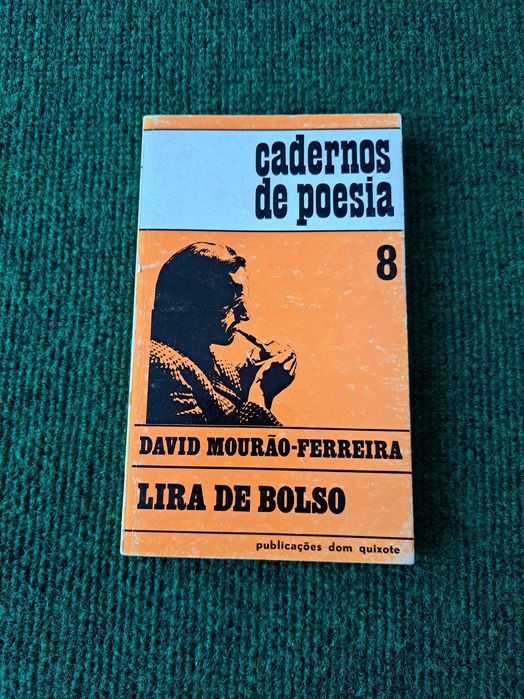 cadernos
de poesia
8
DAVID MOURÃO-FERREIRA
LIRA DE BOLSO
publicações dom quixote